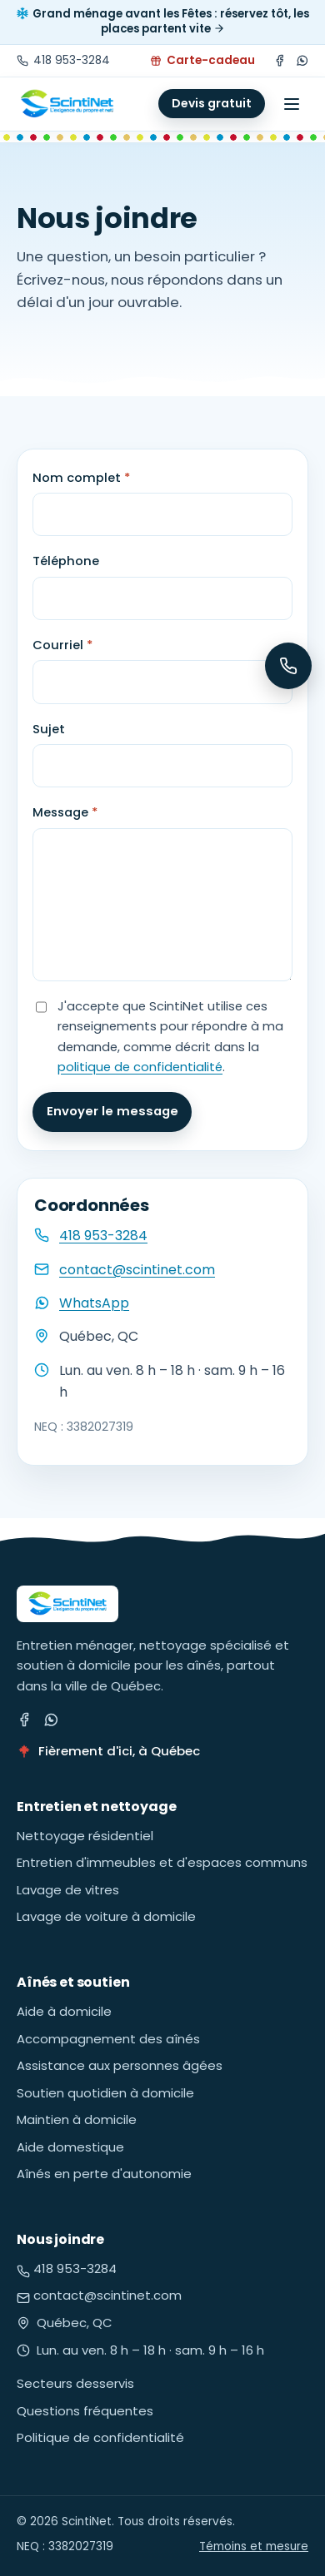 Grand ménage avant les Fêtes : réservez tôt, les
places partent vite →
418 953-3284
Carte-cadeau
ScintiNet
L'élégance du propre et net
Devis gratuit
Nous joindre
Une question, un besoin particulier ?
Écrivez-nous, nous répondons dans un
délai d'un jour ouvrable.
Nom complet *
Téléphone
Courriel *
Sujet
Message *
J'accepte que ScintiNet utilise ces
renseignements pour répondre à ma
demande, comme décrit dans la
politique de confidentialité.
Envoyer le message
Coordonnées
418 953-3284
contact@scintinet.com
WhatsApp
Québec, QC
Lun. au ven. 8 h – 18 h · sam. 9 h – 16
h
NEQ : 3382027319
ScintiNet
Entretien ménager, nettoyage spécialisé et
soutien à domicile pour les aînés, partout
dans la ville de Québec.
Fièrement d'ici, à Québec
Entretien et nettoyage
Nettoyage résidentiel
Entretien d'immeubles et d'espaces communs
Lavage de vitres
Lavage de voiture à domicile
Aînés et soutien
Aide à domicile
Accompagnement des aînés
Assistance aux personnes âgées
Soutien quotidien à domicile
Maintien à domicile
Aide domestique
Aînés en perte d'autonomie
Nous joindre
418 953-3284
contact@scintinet.com
Québec, QC
Lun. au ven. 8 h – 18 h · sam. 9 h – 16 h
Secteurs desservis
Questions fréquentes
Politique de confidentialité
© 2026 ScintiNet. Tous droits réservés.
NEQ : 3382027319
Témoins et mesure